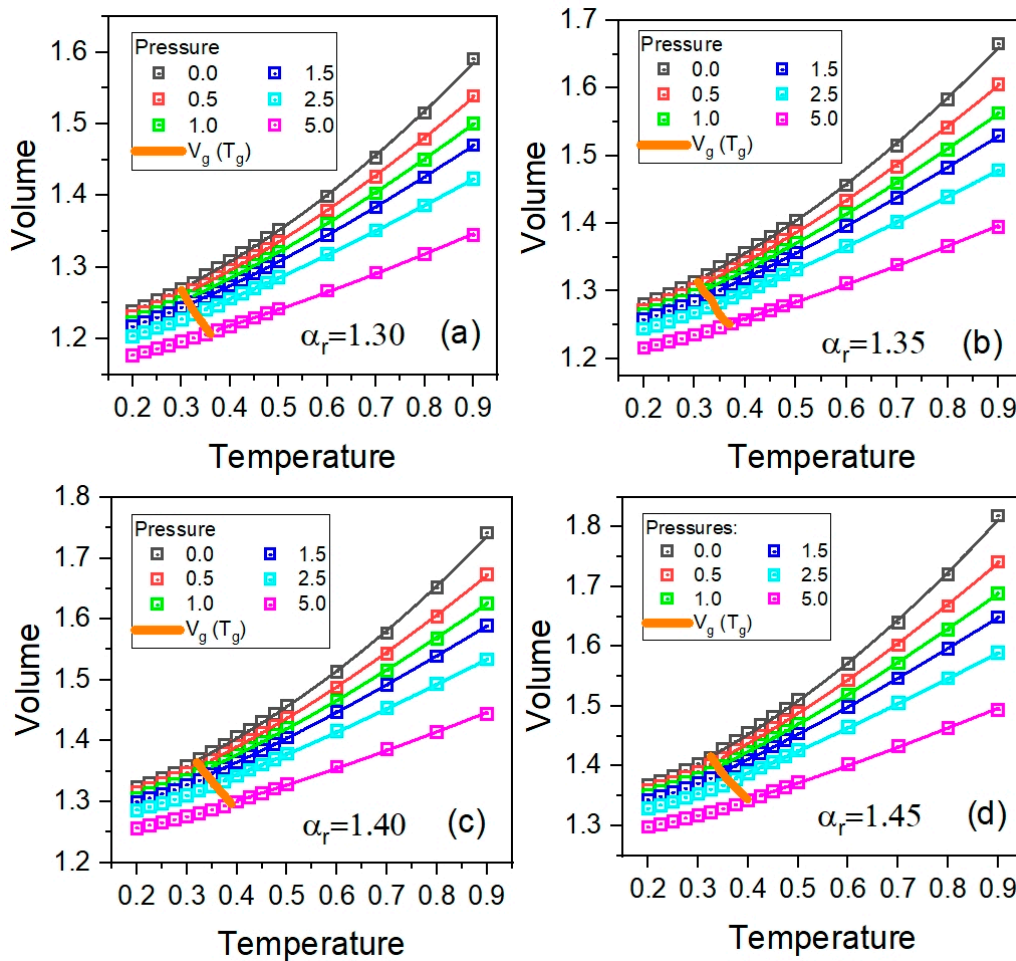 1.6
1.5
1.4
1.3
1.2
Volume
Pressure
0.0 1.5
0.5 2.5
1.0 5.0
V_g (T_g)
α_r=1.30 (a)
0.2 0.3 0.4 0.5 0.6 0.7 0.8 0.9
Temperature
1.7
1.6
1.5
1.4
1.3
1.2
Volume
Pressure
0.0 1.5
0.5 2.5
1.0 5.0
V_g (T_g)
α_r=1.35 (b)
0.2 0.3 0.4 0.5 0.6 0.7 0.8 0.9
Temperature
1.8
1.7
1.6
1.5
1.4
1.3
1.2
Volume
Pressure
0.0 1.5
0.5 2.5
1.0 5.0
V_g (T_g)
α_r=1.40 (c)
0.2 0.3 0.4 0.5 0.6 0.7 0.8 0.9
Temperature
1.8
1.7
1.6
1.5
1.4
1.3
Volume
Pressures:
0.0 1.5
0.5 2.5
1.0 5.0
V_g (T_g)
α_r=1.45 (d)
0.2 0.3 0.4 0.5 0.6 0.7 0.8 0.9
Temperature